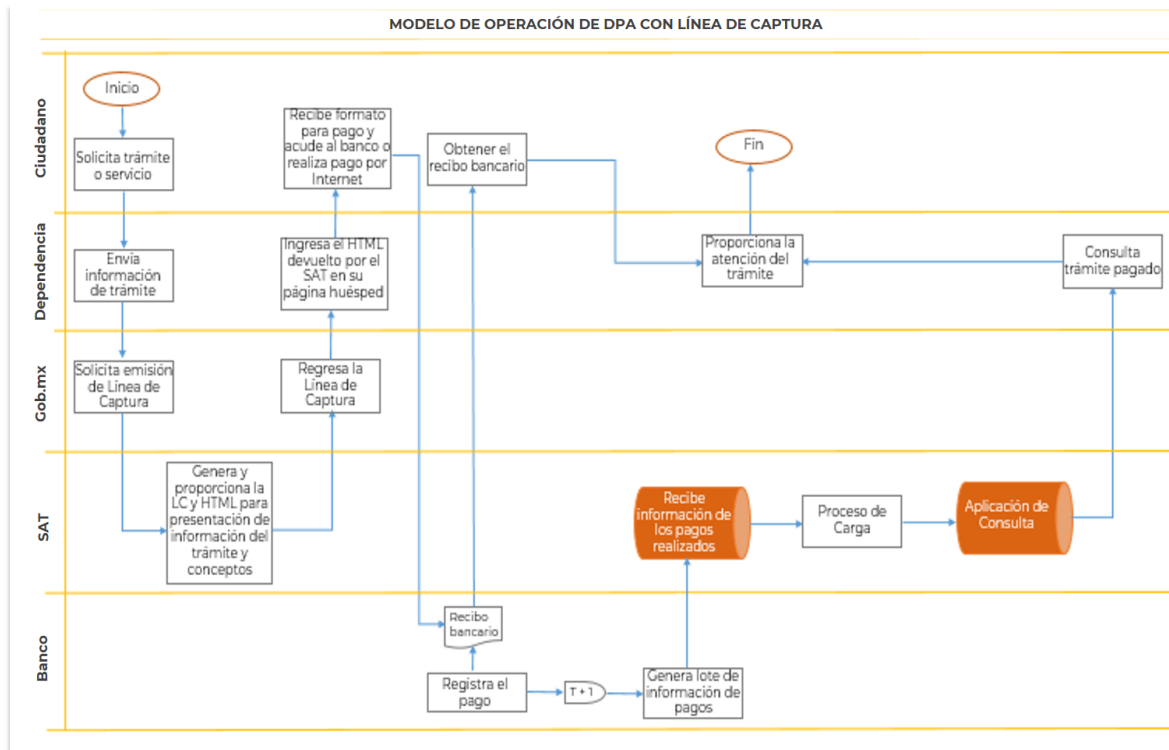 MODELO DE OPERACIÓN DE DPA CON LÍNEA DE CAPTURA
Ciudadano
Inicio
Solicita trámite
o servicio
Recibe formato
para pago y
acude al banco o
realiza pago por
Internet
Obtener el
recibo bancario
Fin
Dependencia
Envía
información
de trámite
Ingresa el HTML
devuelto por el
SAT en su
página huésped
Proporciona la
atención del
trámite
Consulta
trámite pagado
Gob.mx
Solicita emisión
de Línea de
Captura
Regresa la
Línea de
Captura
SAT
Genera y
proporciona la
LC y HTML para
presentación de
información del
trámite y
conceptos
Recibe
información de
los pagos
realizados
Proceso de
Carga
Aplicación de
Consulta
Banco
Recibo
bancario
Registra el
pago
T + 1
Genera lote de
información de
pagos